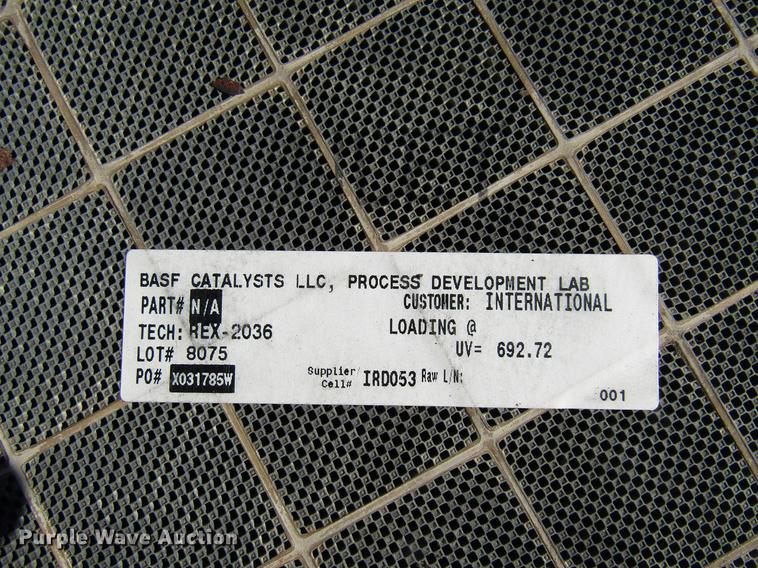 BASF CATALYSTS LLC, PROCESS DEVELOPMENT LAB
PART# N/A CUSTOMER: INTERNATIONAL
TECH: REX-2036 LOADING @
LOT# 8075 UV= 692.72
PO# X031785W Supplier/ Cell# IRD053 Raw L/N:
001
Purple Wave Auction